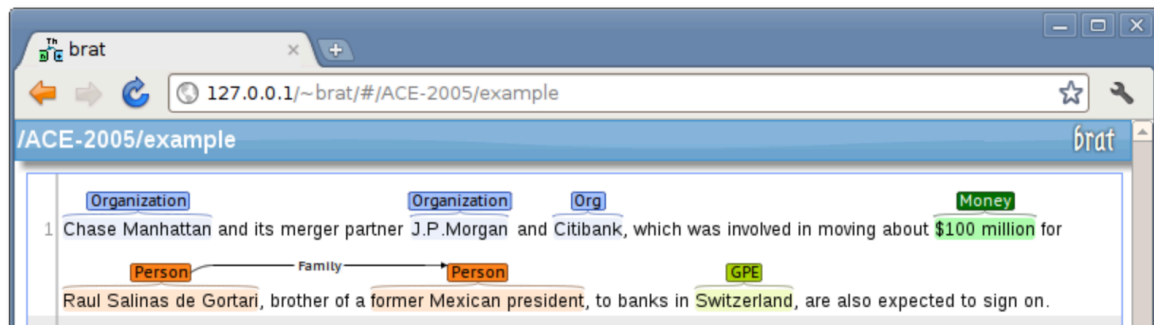 brat
127.0.0.1/~brat/#/ACE-2005/example
/ACE-2005/example brat
Organization Organization Org Money
1 Chase Manhattan and its merger partner J.P.Morgan and Citibank, which was involved in moving about $100 million for
Person Family Person GPE
Raul Salinas de Gortari, brother of a former Mexican president, to banks in Switzerland, are also expected to sign on.